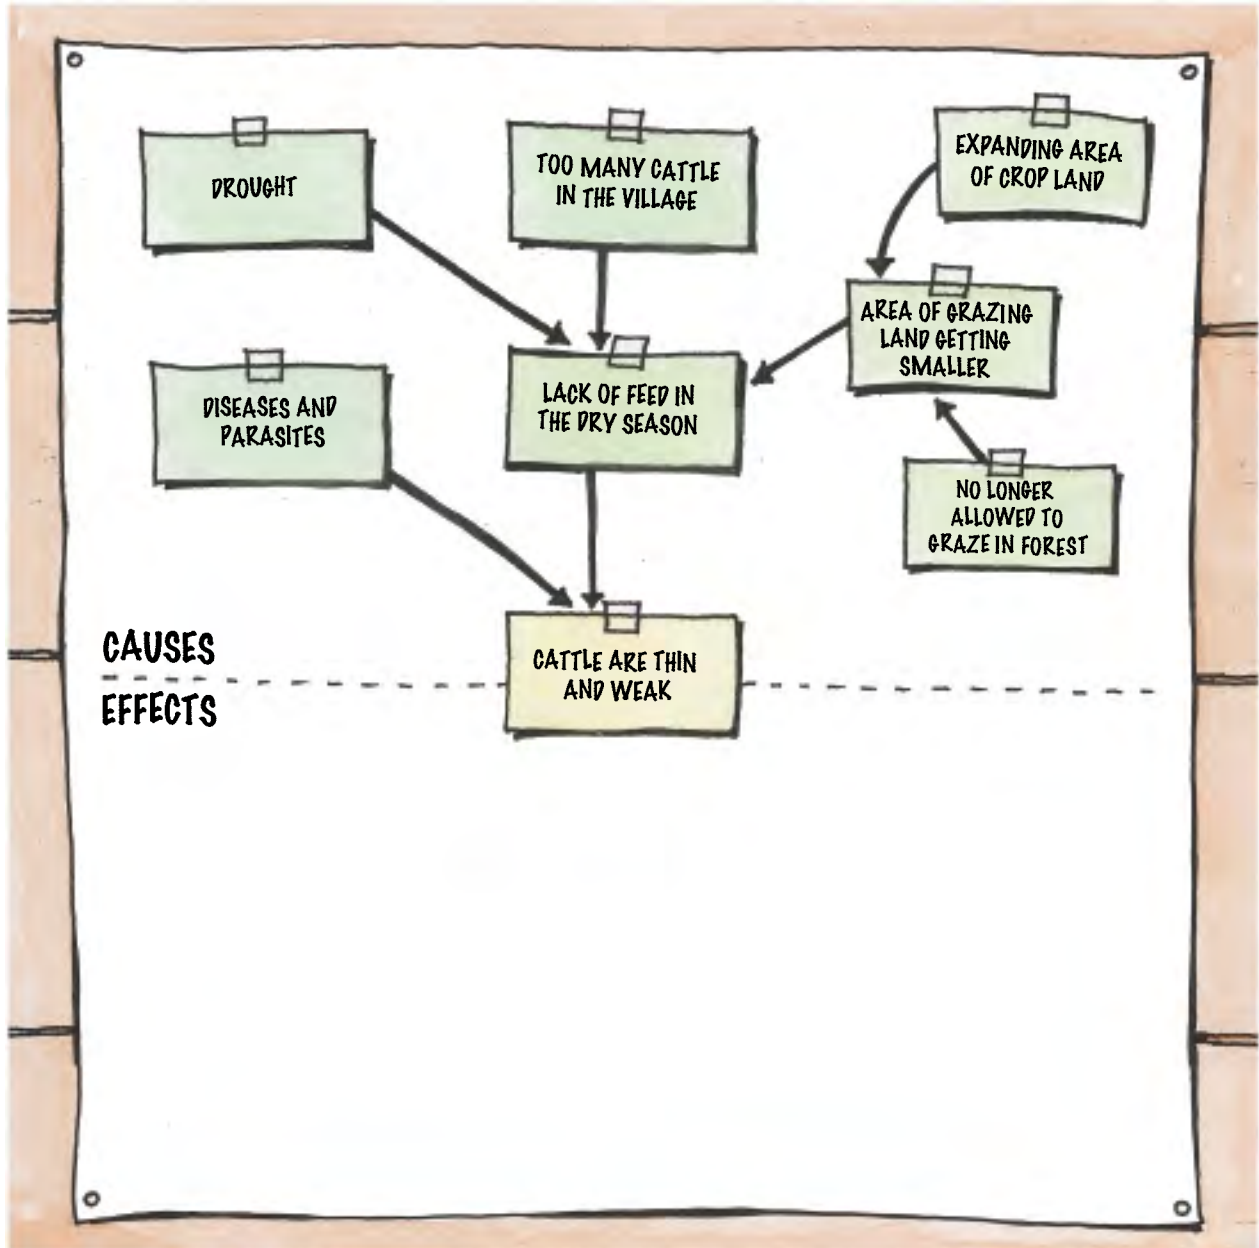 DROUGHT
TOO MANY CATTLE
IN THE VILLAGE
EXPANDING AREA
OF CROP LAND
AREA OF GRAZING
LAND GETTING
SMALLER
DISEASES AND
PARASITES
LACK OF FEED IN
THE DRY SEASON
NO LONGER
ALLOWED TO
GRAZE IN FOREST
CAUSES
EFFECTS
CATTLE ARE THIN
AND WEAK